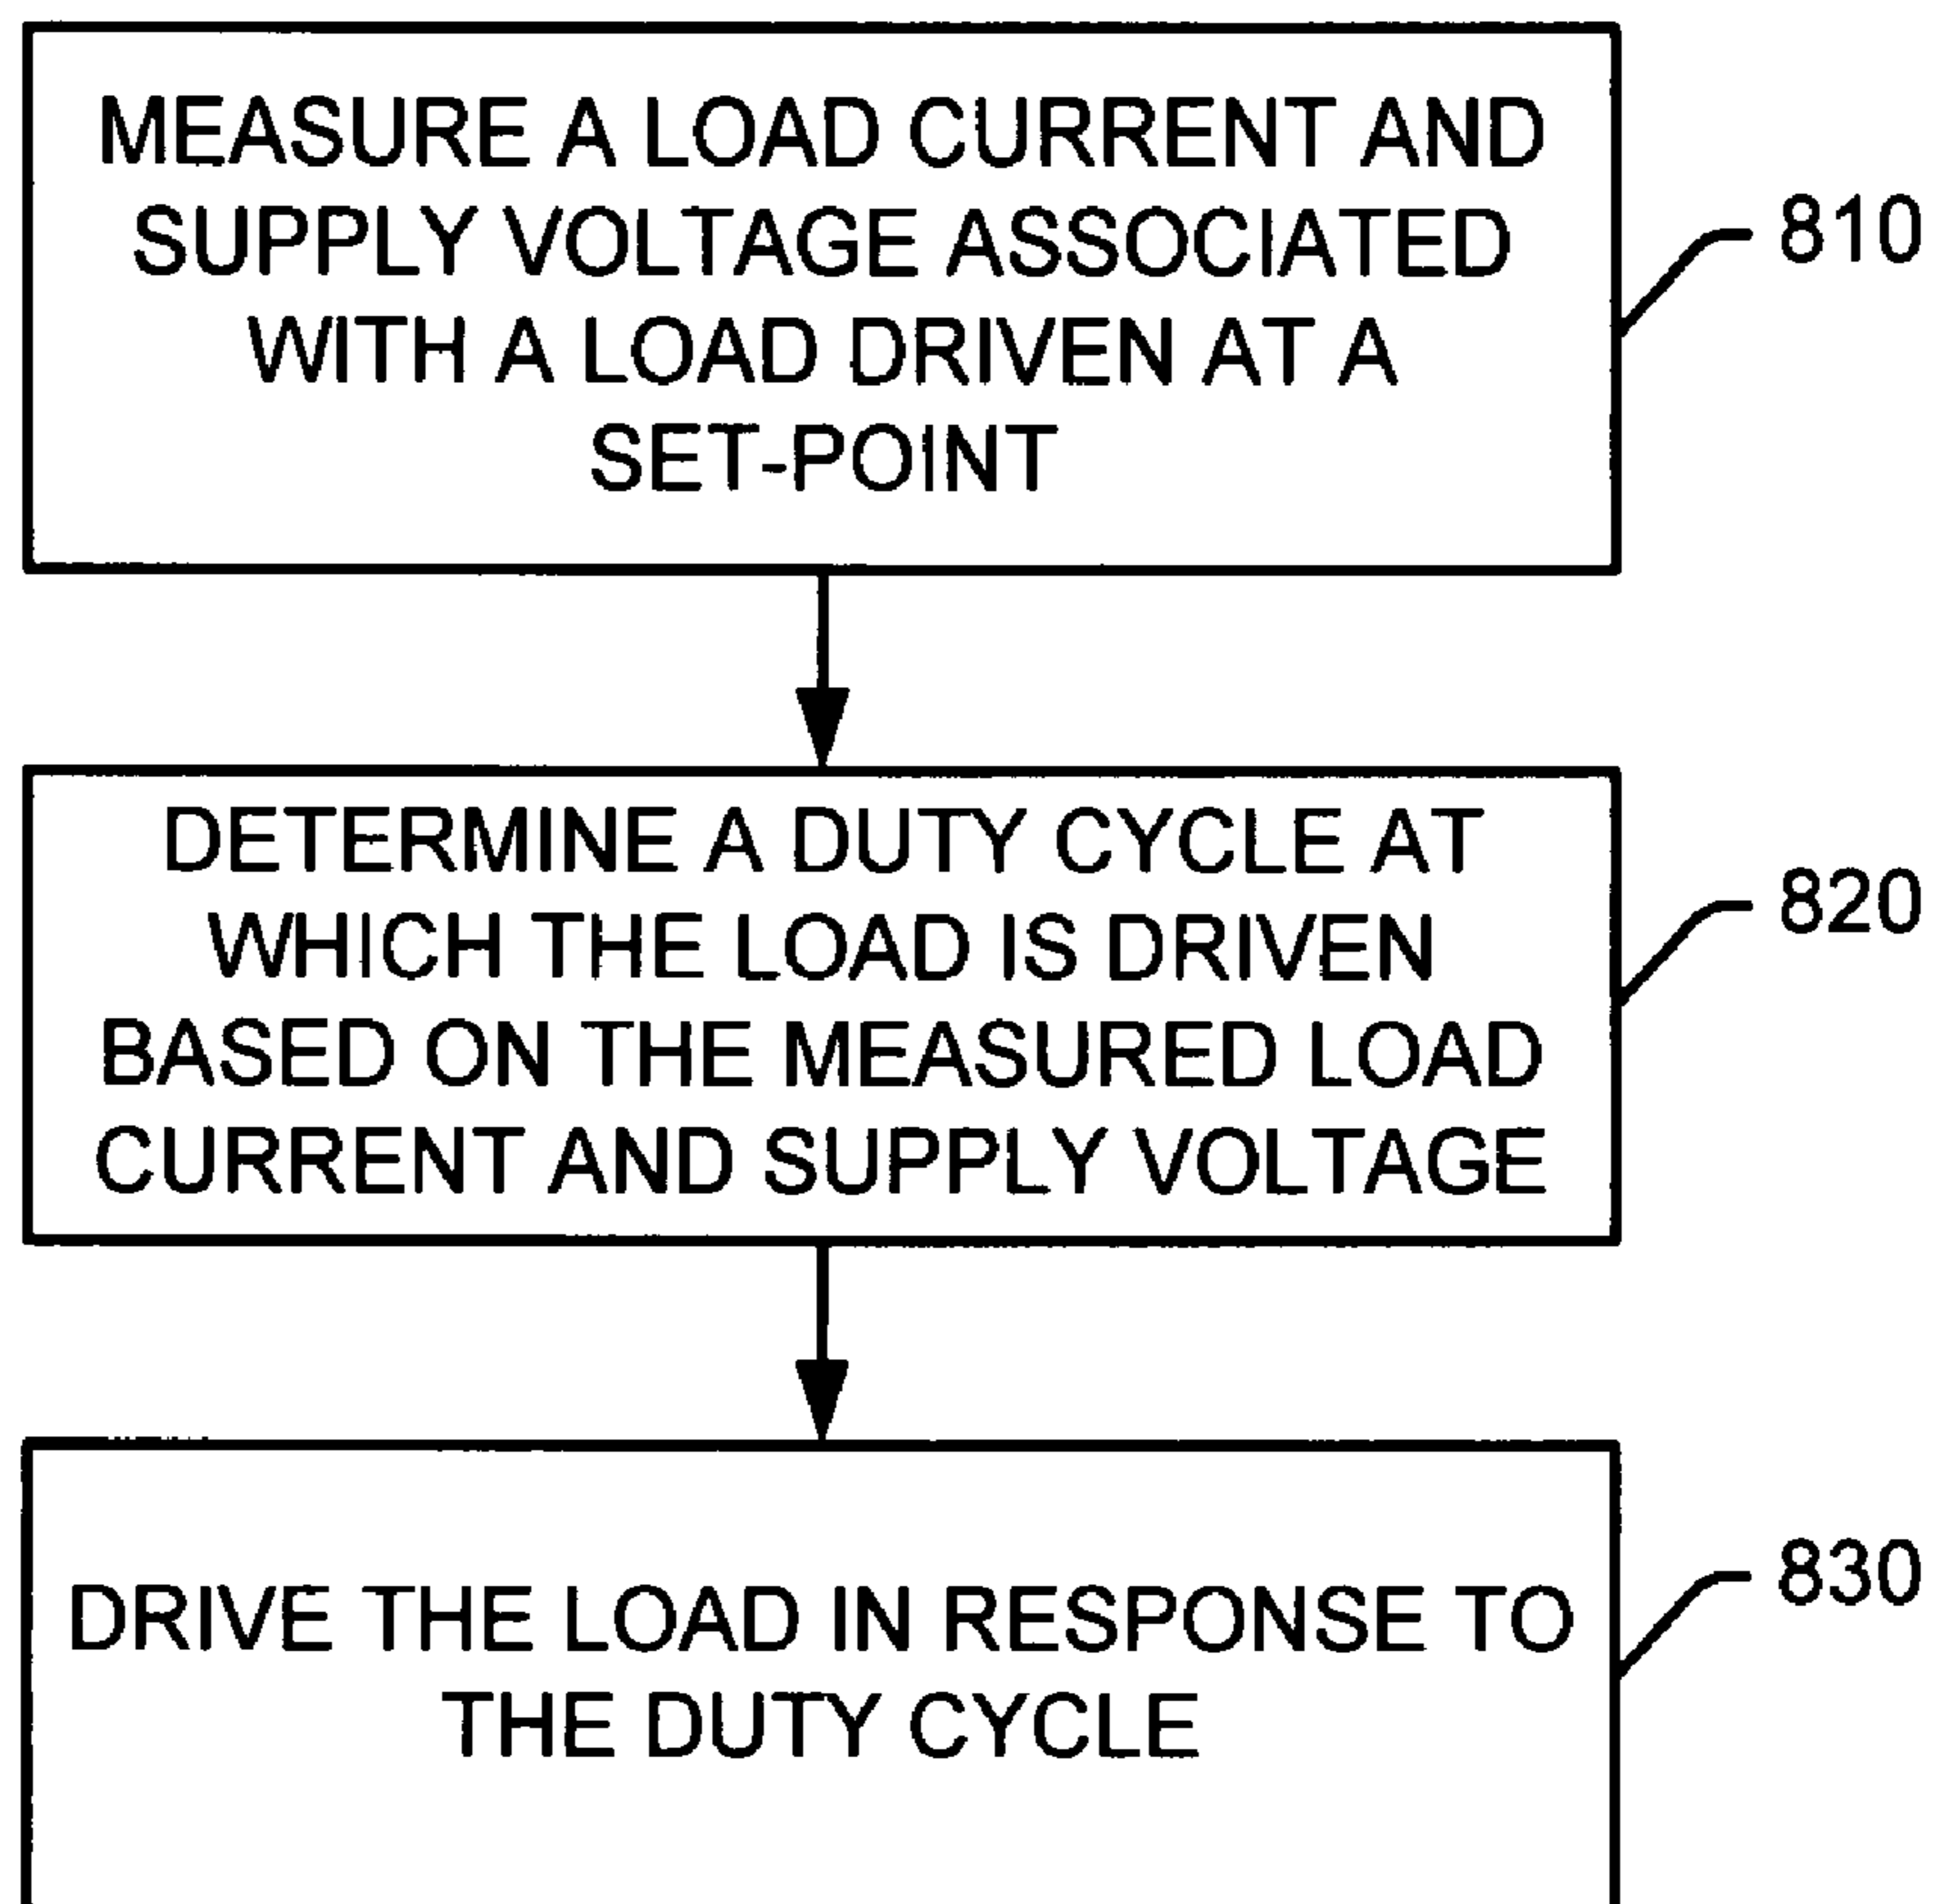 MEASURE A LOAD CURRENT AND
SUPPLY VOLTAGE ASSOCIATED
WITH A LOAD DRIVEN AT A
SET-POINT
810
DETERMINE A DUTY CYCLE AT
WHICH THE LOAD IS DRIVEN
BASED ON THE MEASURED LOAD
CURRENT AND SUPPLY VOLTAGE
820
DRIVE THE LOAD IN RESPONSE TO
THE DUTY CYCLE
830